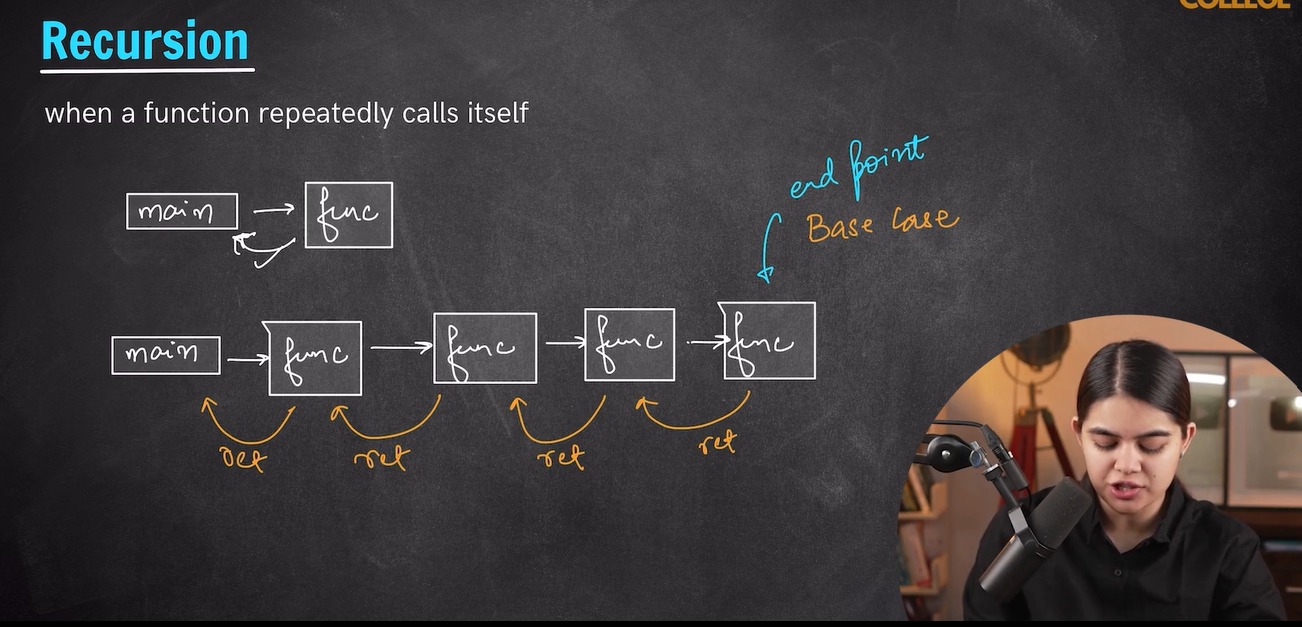 COLLEGE
Recursion
when a function repeatedly calls itself
end point
Base case
main func
main func func func func
ret ret ret ret